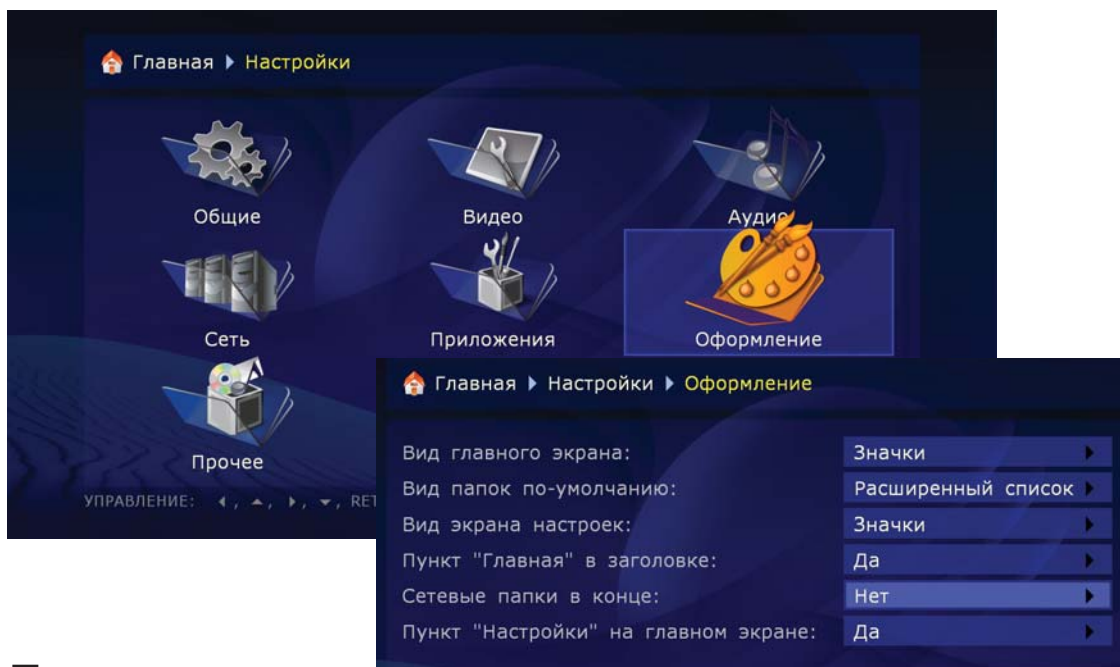 Главная Настройки
Общие
Видео
Аудио
Сеть
Приложения
Оформление
Прочее
УПРАВЛЕНИЕ: , , , ,
Главная Настройки Оформление
Вид главного экрана: Значки
Вид папок по-умолчанию: Расширенный список
Вид экрана настроек: Значки
Пункт "Главная" в заголовке: Да
Сетевые папки в конце: Нет
Пункт "Настройки" на главном экране: Да